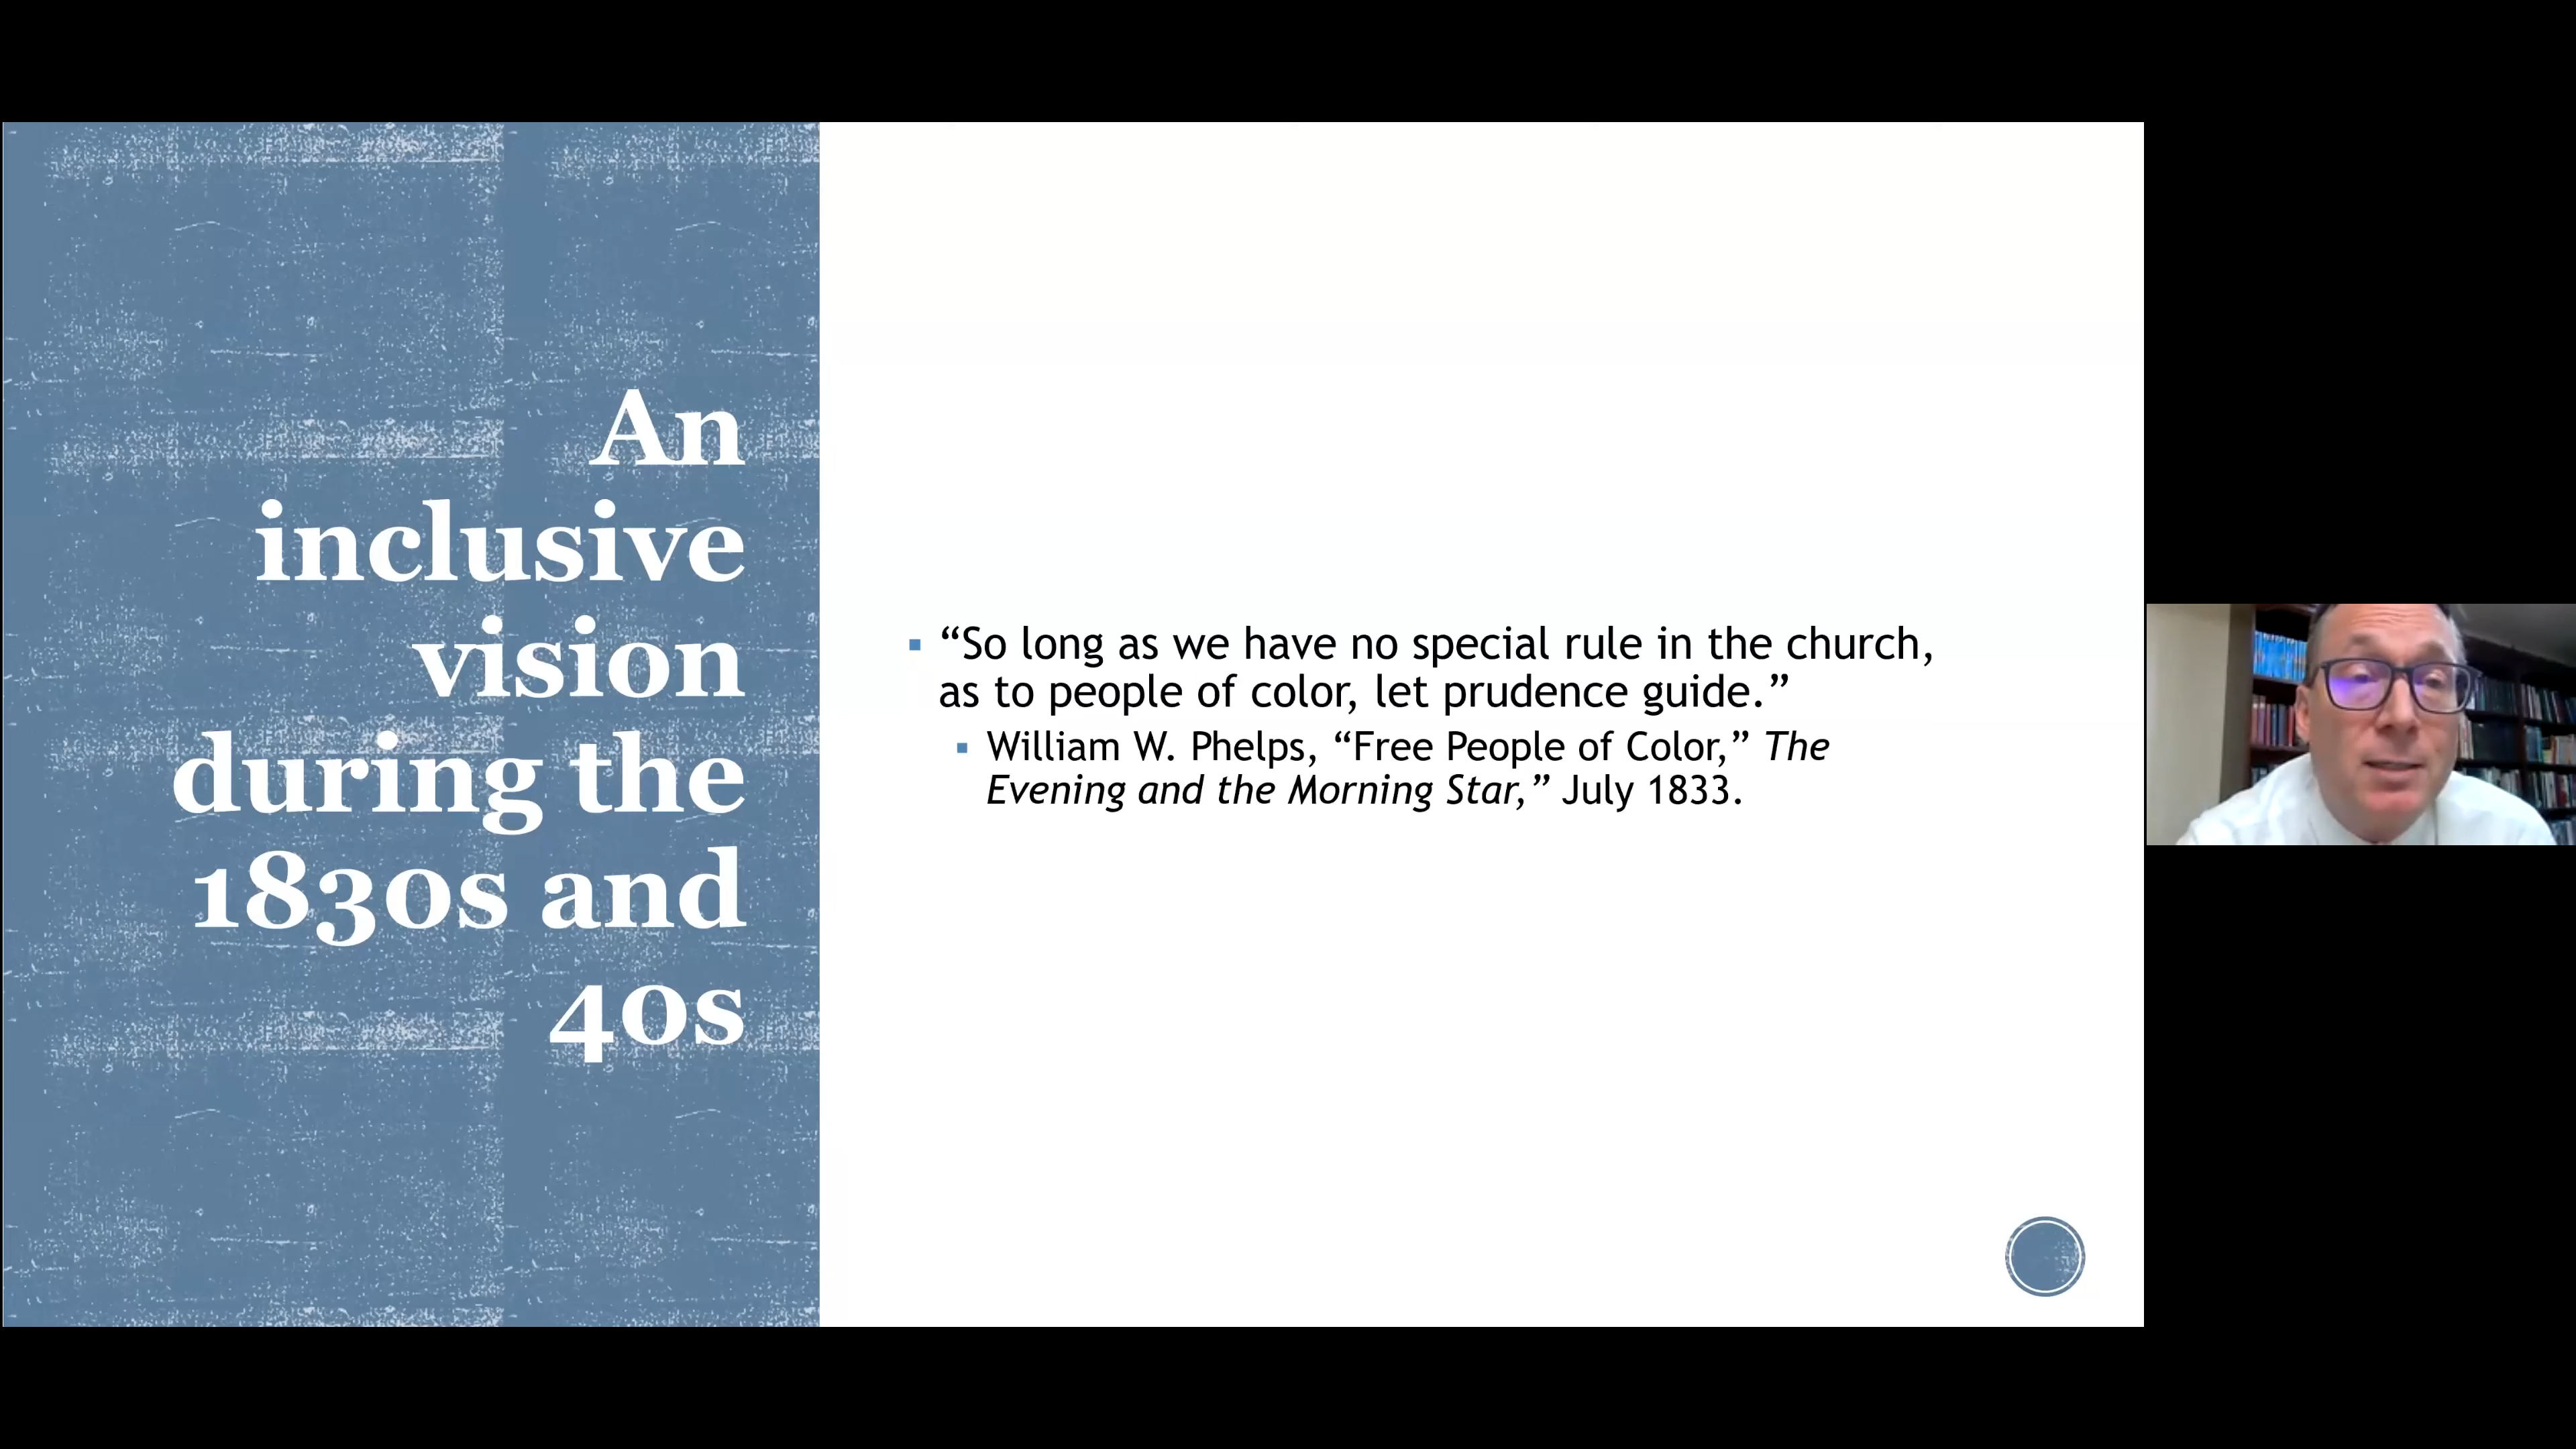 An
inclusive
vision
during the
1830s and
40s
▪ “So long as we have no special rule in the church,
as to people of color, let prudence guide.”
▪ William W. Phelps, “Free People of Color,” The
Evening and the Morning Star,” July 1833.